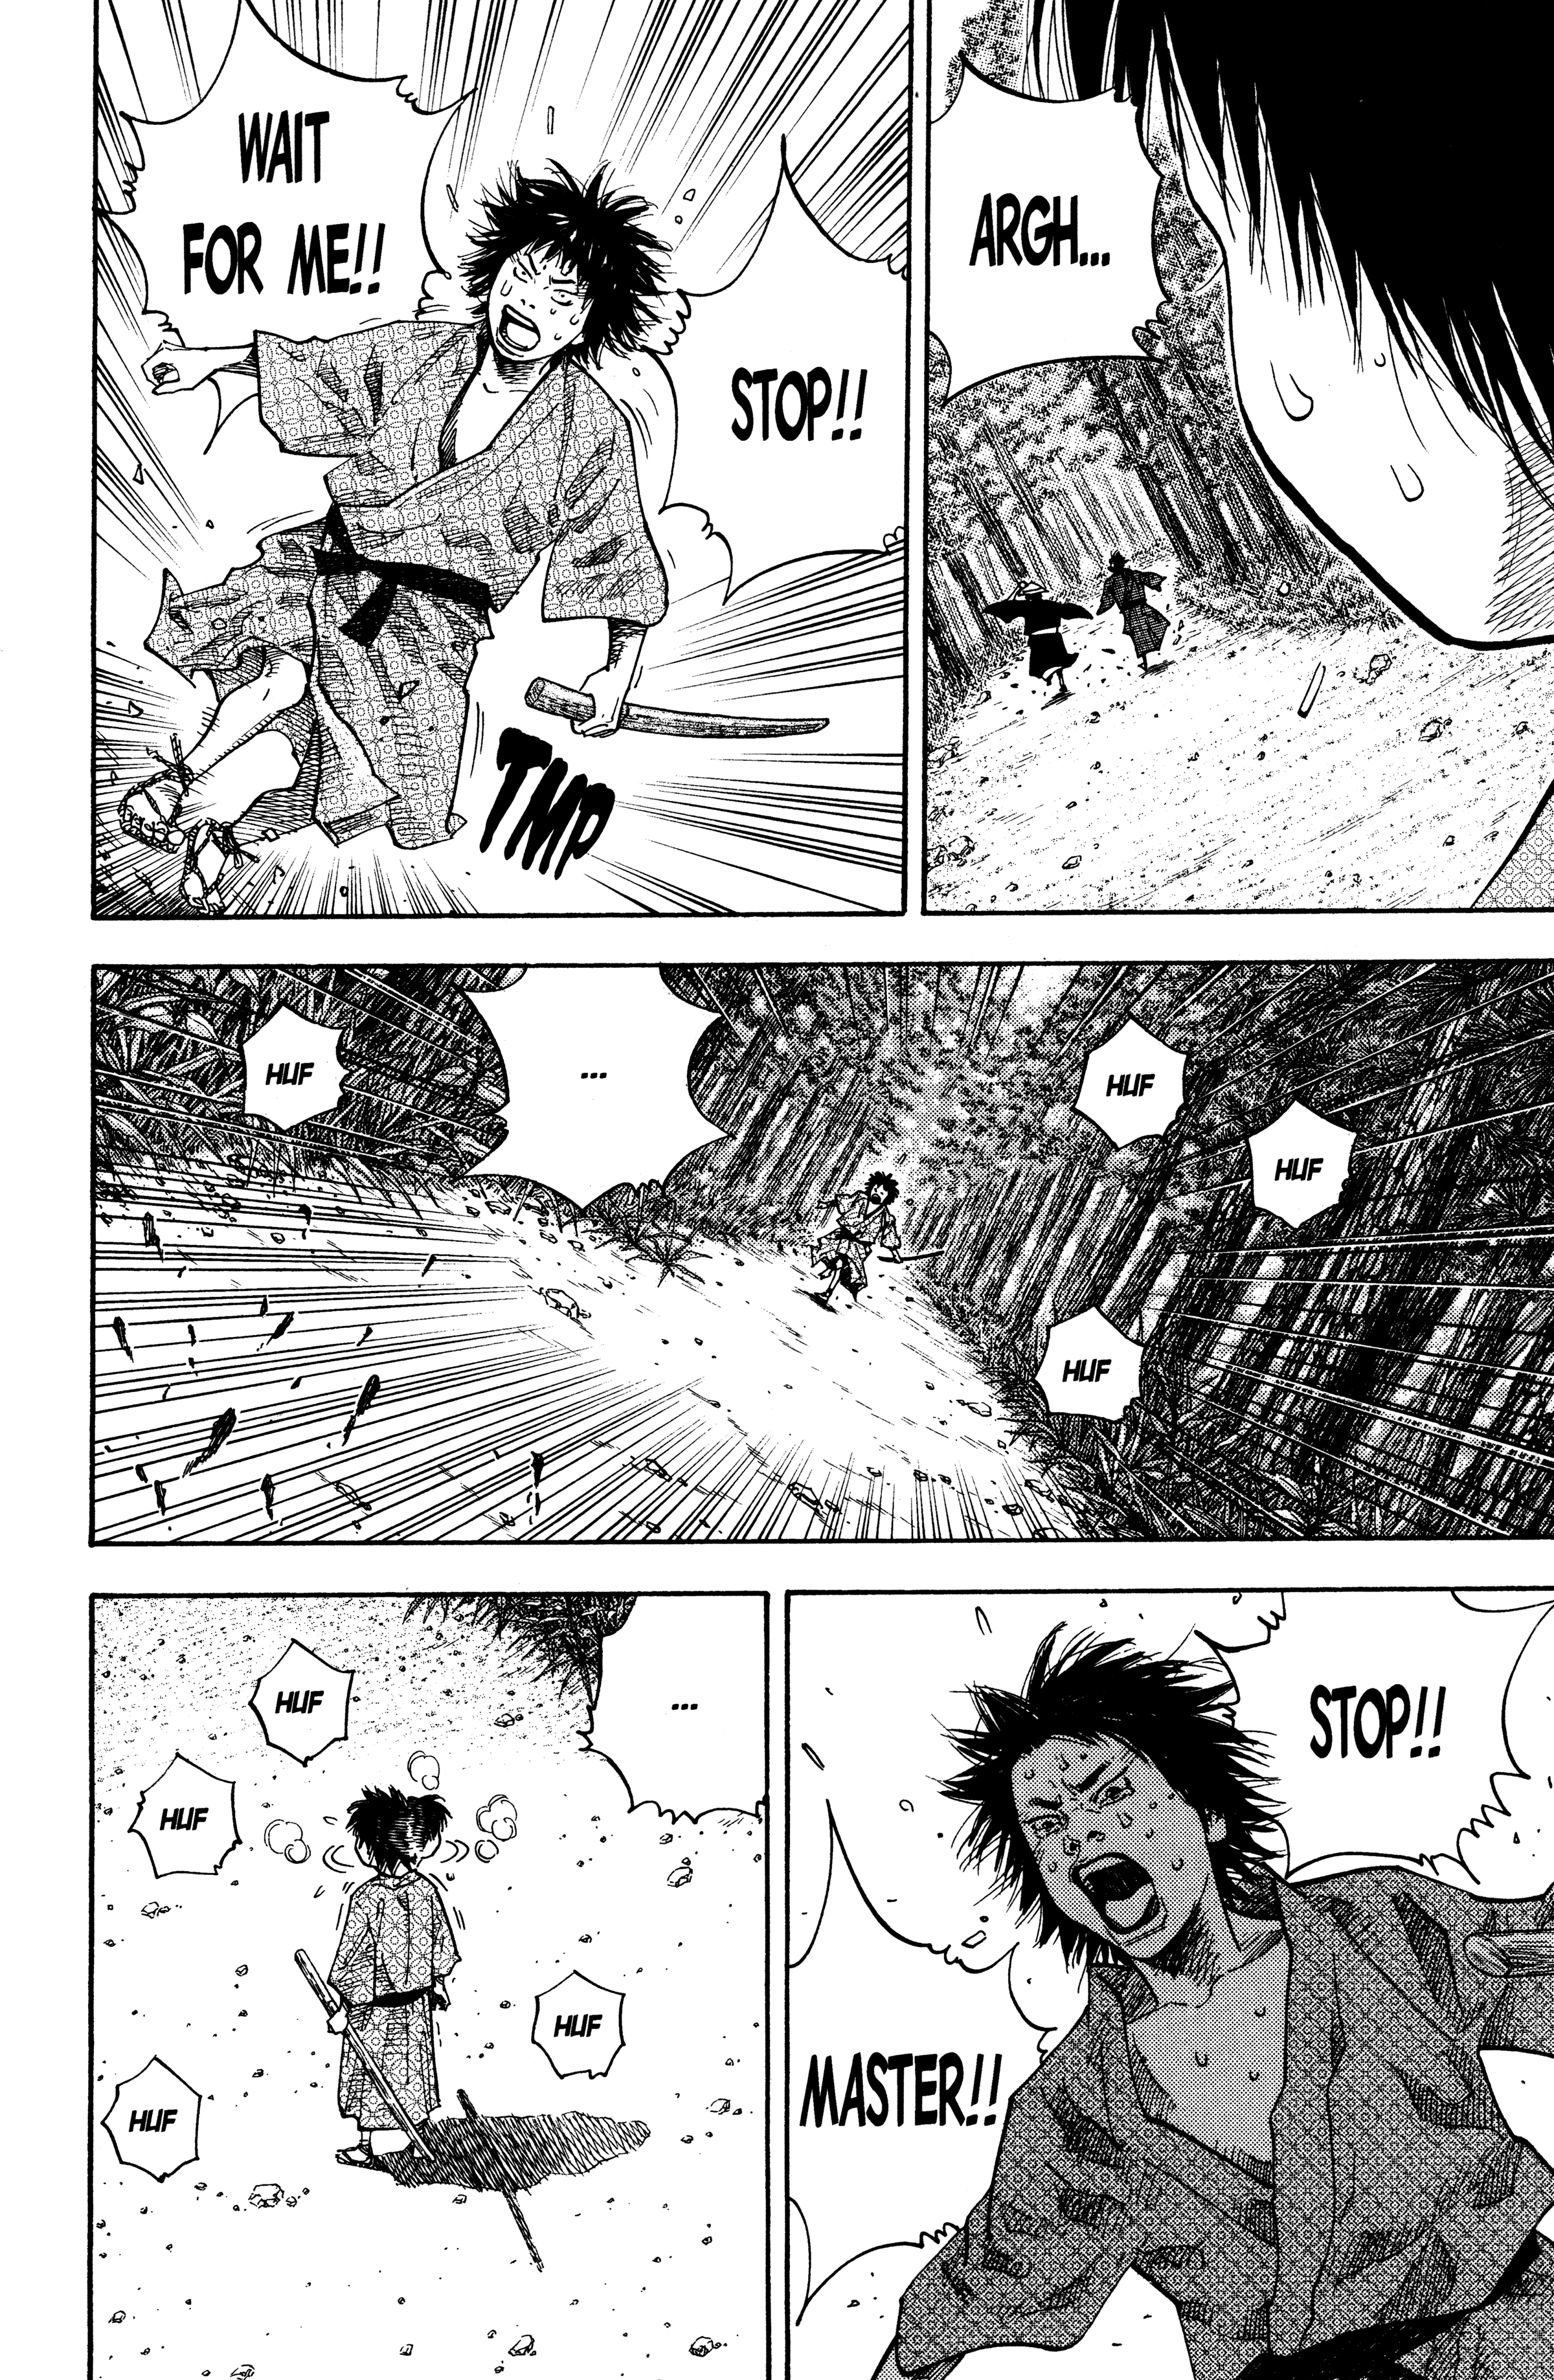 ARGH...
STOP!!
WAIT
FOR ME!!
TMP
HUF
HUF
HUF
...
HUF
STOP!!
MASTER!!
...
HUF
HUF
HUF
HUF